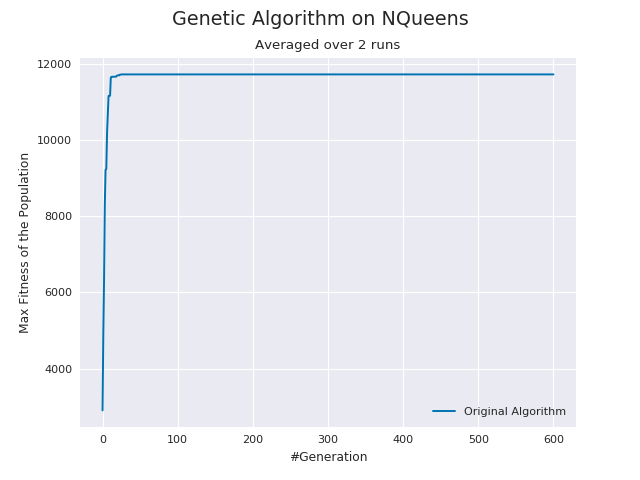 Genetic Algorithm on NQueens
Averaged over 2 runs
12000
10000
8000
6000
4000
Max Fitness of the Population
0 100 200 300 400 500 600
#Generation
Original Algorithm